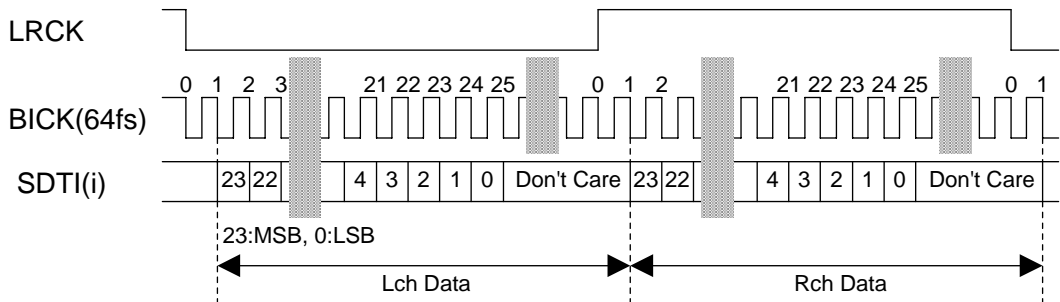 LRCK
0 1 2 3 21 22 23 24 25 0 1 2 21 22 23 24 25 0 1
BICK(64fs)
SDTI(i) 23 22 4 3 2 1 0 Don't Care 23 22 4 3 2 1 0 Don't Care
23:MSB, 0:LSB
Lch Data Rch Data